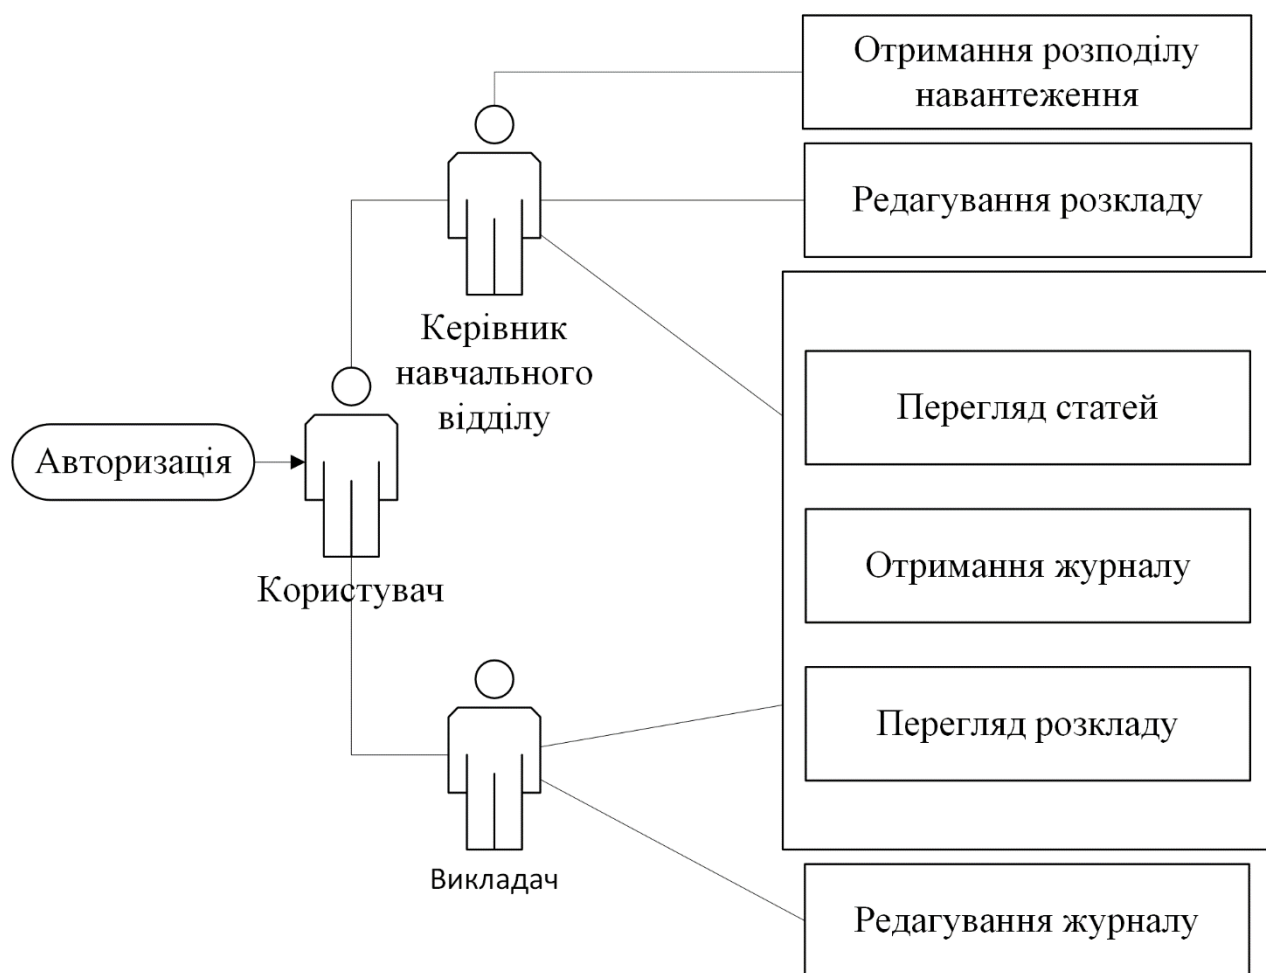 Отримання розподілу
навантеження
Редагування розкладу
Керівник
навчального
відділу
Перегляд статей
Авторизація
Користувач
Отримання журналу
Перегляд розкладу
Викладач
Редагування журналу